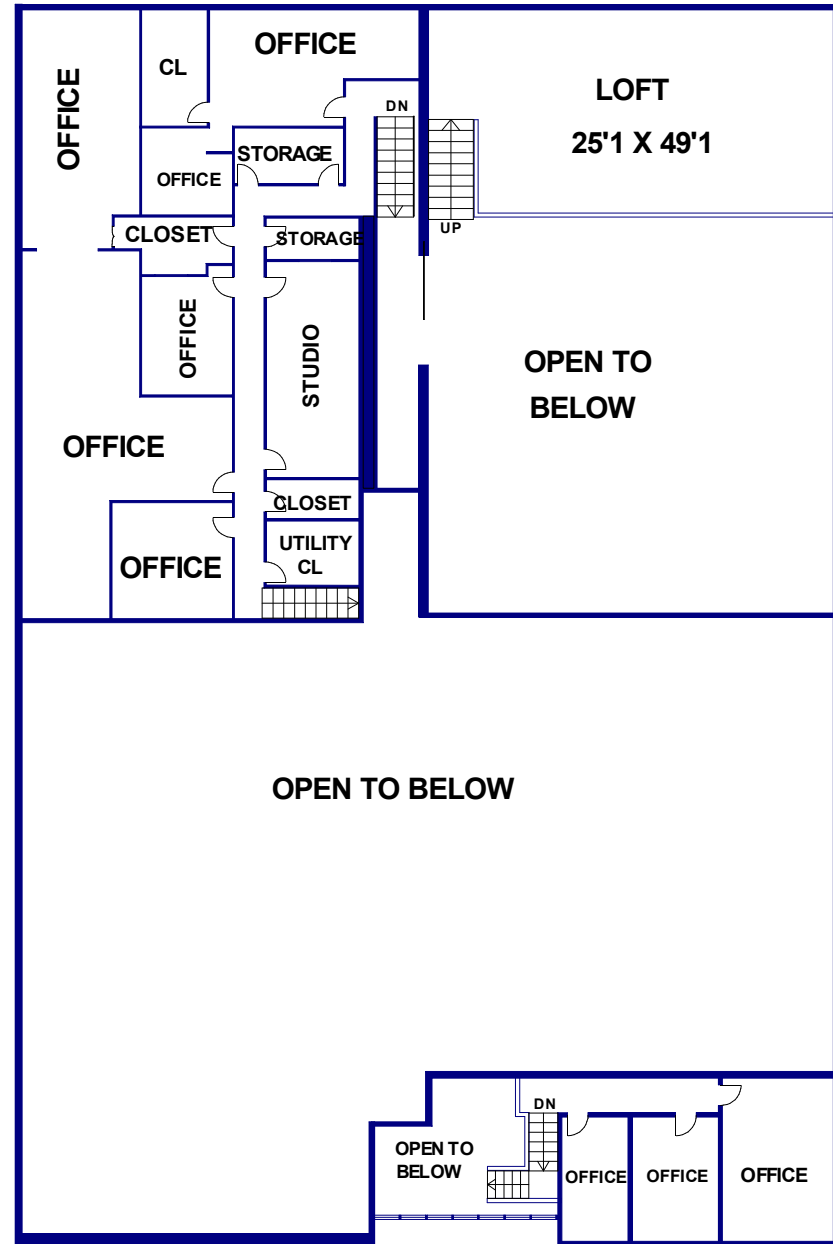 OFFICE
CL
OFFICE
LOFT
25'1 X 49'1
DN
STORAGE
OFFICE
UP
CLOSET
STORAGE
OFFICE
STUDIO
OPEN TO
BELOW
OFFICE
CLOSET
UTILITY
CL
OFFICE
OPEN TO BELOW
DN
OPEN TO
BELOW
OFFICE
OFFICE
OFFICE